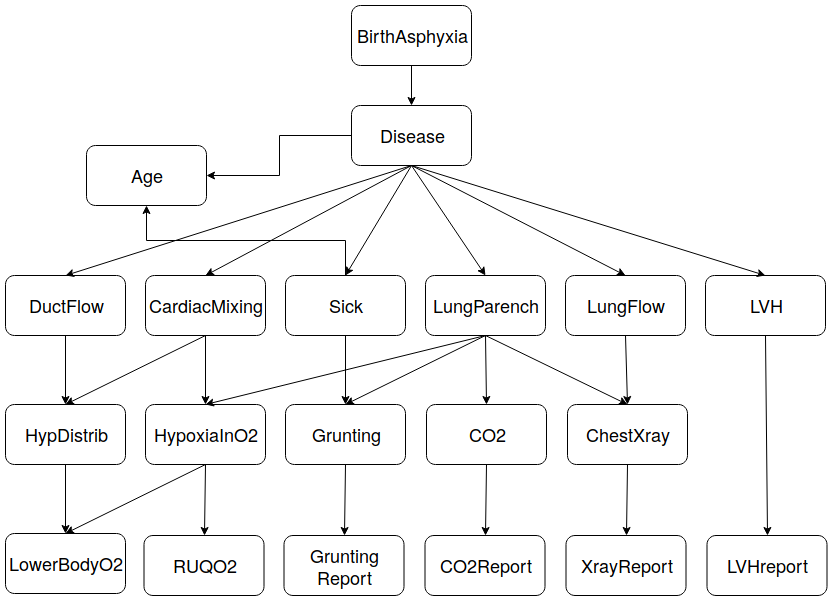 BirthAsphyxia
Disease
Age
DuctFlow
CardiacMixing
Sick
LungParench
LungFlow
LVH
HypDistrib
HypoxiaInO2
Grunting
CO2
ChestXray
LowerBodyO2
RUQO2
Grunting
Report
CO2Report
XrayReport
LVHreport